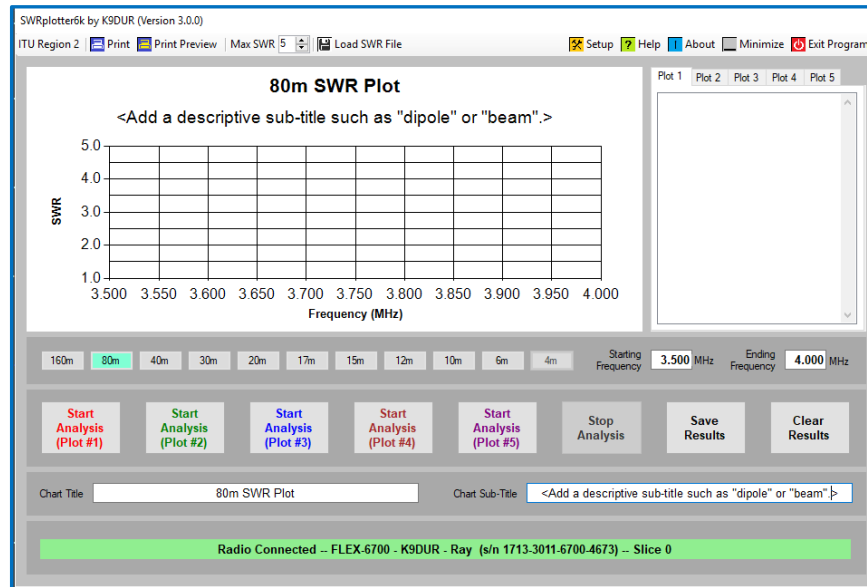 SWRplotter6k by K9DUR (Version 3.0.0)
ITU Region 2 Print Print Preview Max SWR 5 Load SWR File Setup Help About Minimize Exit Program
80m SWR Plot
<Add a descriptive sub-title such as "dipole" or "beam".>
5.0
4.0
3.0
2.0
1.0
SWR
3.500 3.550 3.600 3.650 3.700 3.750 3.800 3.850 3.900 3.950 4.000
Frequency (MHz)
Plot 1 Plot 2 Plot 3 Plot 4 Plot 5
160m 80m 40m 30m 20m 17m 15m 12m 10m 6m 4m
Starting Frequency 3.500 MHz
Ending Frequency 4.000 MHz
Start Analysis (Plot #1)
Start Analysis (Plot #2)
Start Analysis (Plot #3)
Start Analysis (Plot #4)
Start Analysis (Plot #5)
Stop Analysis
Save Results
Clear Results
Chart Title 80m SWR Plot
Chart Sub-Title <Add a descriptive sub-title such as "dipole" or "beam".>
Radio Connected -- FLEX-6700 - K9DUR - Ray (s/n 1713-3011-6700-4673) -- Slice 0